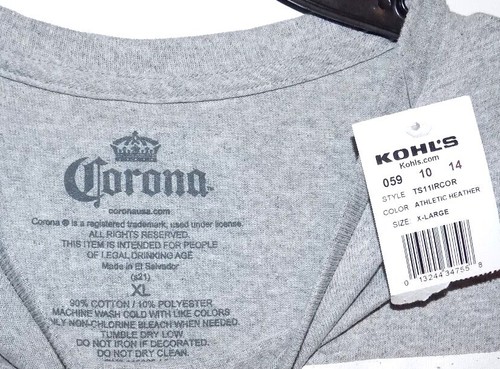 Corona
coronausa.com
Corona ® is a registered trademark, used under license.
ALL RIGHTS RESERVED.
THIS ITEM IS INTENDED FOR PEOPLE
OF LEGAL DRINKING AGE
Made in El Salvador
(s21)
XL
90% COTTON / 10% POLYESTER
MACHINE WASH COLD WITH LIKE COLORS
ONLY NON-CHLORINE BLEACH WHEN NEEDED
TUMBLE DRY LOW
DO NOT IRON IF DECORATED.
DO NOT DRY CLEAN.
KOHL'S
Kohls.com
059 10 14
STYLE: TS11IRCOR
COLOR: ATHLETIC HEATHER
SIZE: X-LARGE
0 13244 34755 8